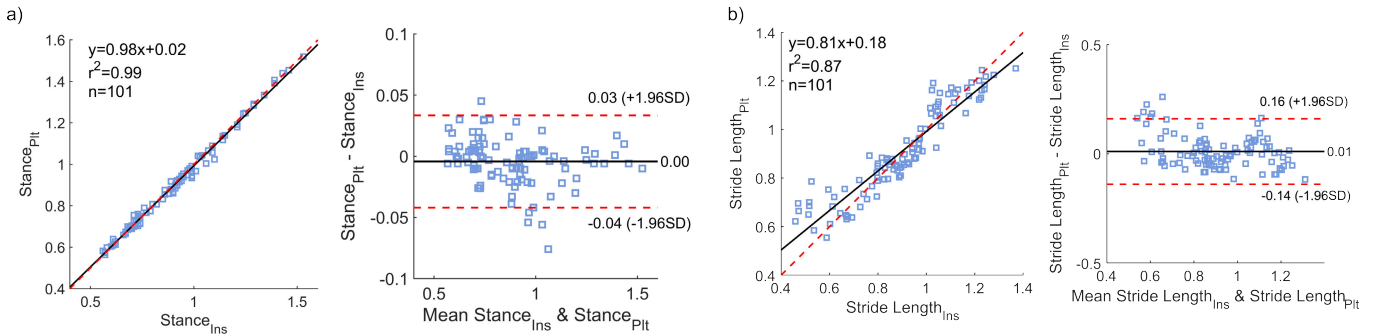 a)
Stance_Plt
1.6
1.4
1.2
1
0.8
0.6
0.4
y=0.98x+0.02
r^2=0.99
n=101
0.5
1
1.5
Stance_Ins
Stance_Plt - Stance_Ins
0.1
0.05
0
-0.05
-0.1
0.03 (+1.96SD)
0.00
-0.04 (-1.96SD)
0.5
1
1.5
Mean Stance_Ins & Stance_Plt
b)
Stride Length_Plt
1.4
1.2
1.0
0.8
0.6
0.4
y=0.81x+0.18
r^2=0.87
n=101
0.4
0.6
0.8
1.0
1.2
1.4
Stride Length_Ins
Stride Length_Plt - Stride Length_Ins
0.5
0
-0.5
0.16 (+1.96SD)
0.01
-0.14 (-1.96SD)
0.4
0.6
0.8
1
1.2
1.4
Mean Stride Length_Ins & Stride Length_Plt